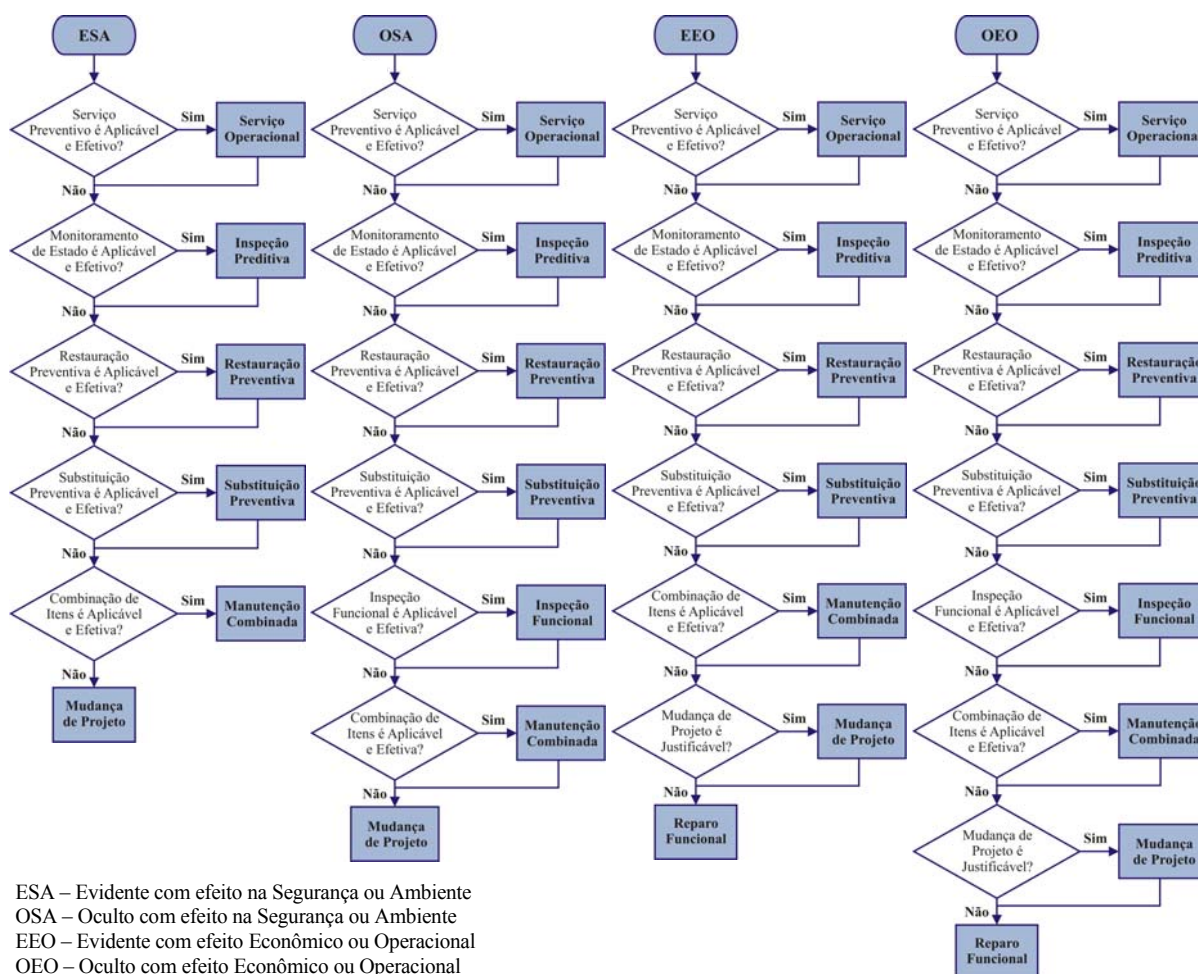 ESA
Serviço
Preventivo é Aplicável
e Efetivo?
Sim
Serviço
Operacional
Não
Monitoramento
de Estado é Aplicável
e Efetivo?
Sim
Inspeção
Preditiva
Não
Restauração
Preventiva é Aplicável
e Efetiva?
Sim
Restauração
Preventiva
Não
Substituição
Preventiva é Aplicável
e Efetiva?
Sim
Substituição
Preventiva
Não
Combinação de
Itens é Aplicável
e Efetiva?
Sim
Manutenção
Combinada
Não
Mudança
de Projeto
OSA
Serviço
Preventivo é Aplicável
e Efetivo?
Sim
Serviço
Operacional
Não
Monitoramento
de Estado é Aplicável
e Efetivo?
Sim
Inspeção
Preditiva
Não
Restauração
Preventiva é Aplicável
e Efetiva?
Sim
Restauração
Preventiva
Não
Substituição
Preventiva é Aplicável
e Efetiva?
Sim
Substituição
Preventiva
Não
Inspeção
Funcional é Aplicável
e Efetiva?
Sim
Inspeção
Funcional
Não
Combinação de
Itens é Aplicável
e Efetiva?
Sim
Manutenção
Combinada
Não
Mudança
de Projeto
EEO
Serviço
Preventivo é Aplicável
e Efetivo?
Sim
Serviço
Operacional
Não
Monitoramento
de Estado é Aplicável
e Efetivo?
Sim
Inspeção
Preditiva
Não
Restauração
Preventiva é Aplicável
e Efetiva?
Sim
Restauração
Preventiva
Não
Substituição
Preventiva é Aplicável
e Efetiva?
Sim
Substituição
Preventiva
Não
Combinação de
Itens é Aplicável
e Efetiva?
Sim
Manutenção
Combinada
Não
Mudança de
Projeto é
Justificável?
Sim
Mudança
de Projeto
Não
Reparo
Funcional
OEO
Serviço
Preventivo é Aplicável
e Efetivo?
Sim
Serviço
Operacional
Não
Monitoramento
de Estado é Aplicável
e Efetivo?
Sim
Inspeção
Preditiva
Não
Restauração
Preventiva é Aplicável
e Efetiva?
Sim
Restauração
Preventiva
Não
Substituição
Preventiva é Aplicável
e Efetiva?
Sim
Substituição
Preventiva
Não
Inspeção
Funcional é Aplicável
e Efetiva?
Sim
Inspeção
Funcional
Não
Combinação de
Itens é Aplicável
e Efetiva?
Sim
Manutenção
Combinada
Não
Mudança de
Projeto é
Justificável?
Sim
Mudança
de Projeto
Não
Reparo
Funcional
ESA – Evidente com efeito na Segurança ou Ambiente
OSA – Oculto com efeito na Segurança ou Ambiente
EEO – Evidente com efeito Econômico ou Operacional
OEO – Oculto com efeito Econômico ou Operacional